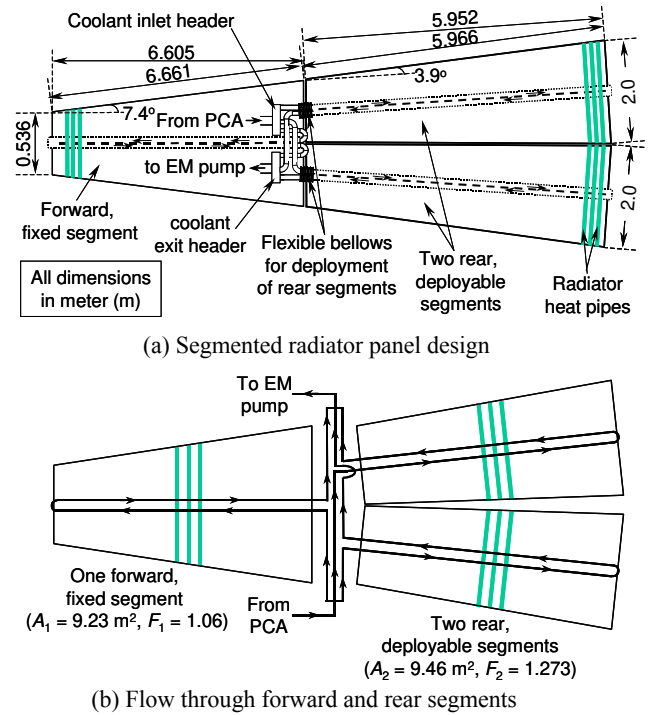 Coolant inlet header
5.952
5.966
6.605
6.661
3.9º
7.4º
From PCA
2.0
0.536
to EM pump
2.0
Forward,
fixed segment
coolant
exit header
Flexible bellows
for deployment
of rear segments
Two rear,
deployable
segments
Radiator
heat pipes
All dimensions
in meter (m)
(a) Segmented radiator panel design
To EM
pump
One forward,
fixed segment
(A₁ = 9.23 m², F₁ = 1.06)
From
PCA
Two rear,
deployable segments
(A₂ = 9.46 m², F₂ = 1.273)
(b) Flow through forward and rear segments